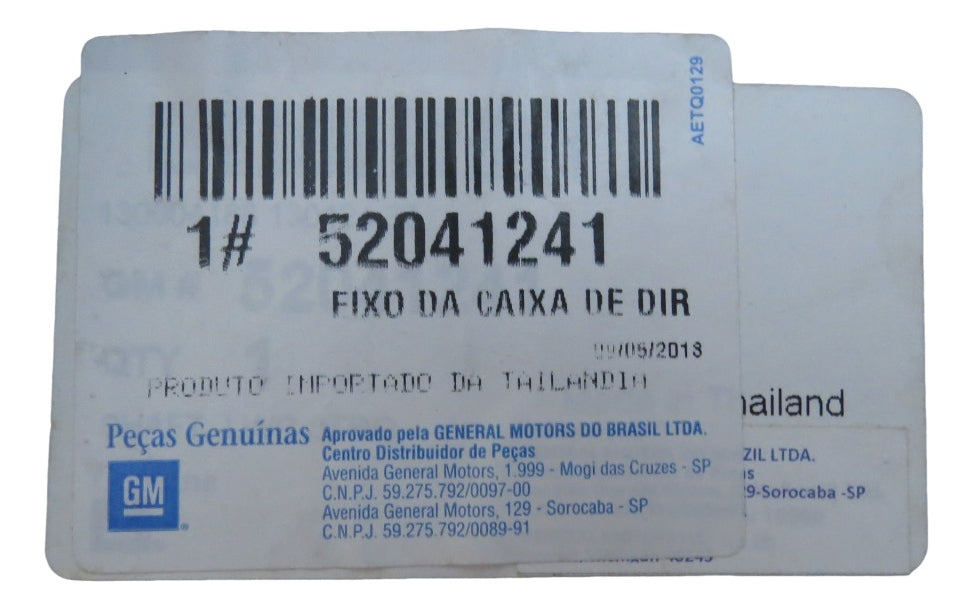 AETQ0129
1# 52041241
FIXO DA CAIXA DE DIR
09/05/2013
PRODUTO IMPORTADO DA TAILANDIA
Peças Genuínas
GM
Aprovado pela GENERAL MOTORS DO BRASIL LTDA.
Centro Distribuidor de Peças
Avenida General Motors, 1.999 - Mogi das Cruzes - SP
C.N.P.J. 59.275.792/0097-00
Avenida General Motors, 129 - Sorocaba - SP
C.N.P.J. 59.275.792/0089-91
hailand
ZIL LTDA.
9-Sorocaba -SP